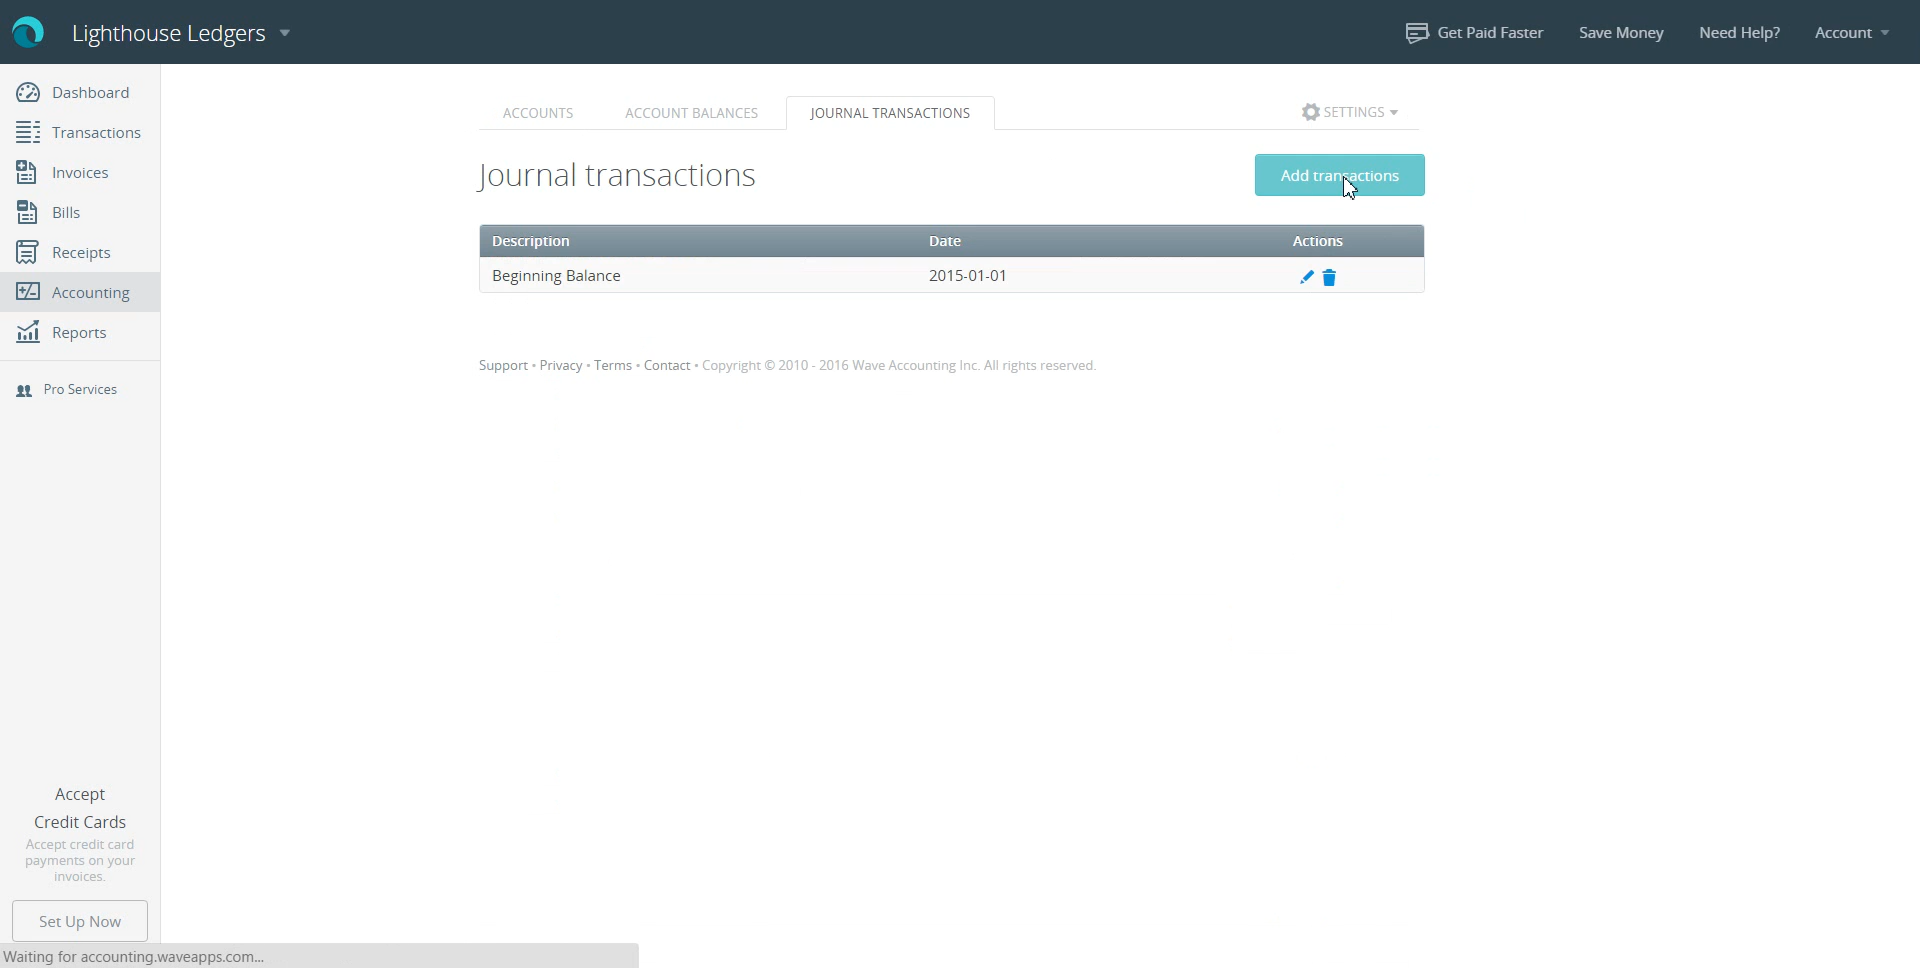 Lighthouse Ledgers
Get Paid Faster
Save Money
Need Help?
Account
Dashboard
Transactions
Invoices
Bills
Receipts
Accounting
Reports
Pro Services
Accept
Credit Cards
Accept credit card
payments on your
invoices.
Set Up Now
ACCOUNTS
ACCOUNT BALANCES
JOURNAL TRANSACTIONS
SETTINGS
Journal transactions
Add transactions
Description Date Actions
Beginning Balance 2015-01-01
Support • Privacy • Terms • Contact • Copyright © 2010 - 2016 Wave Accounting Inc. All rights reserved.
Waiting for accounting.waveapps.com...